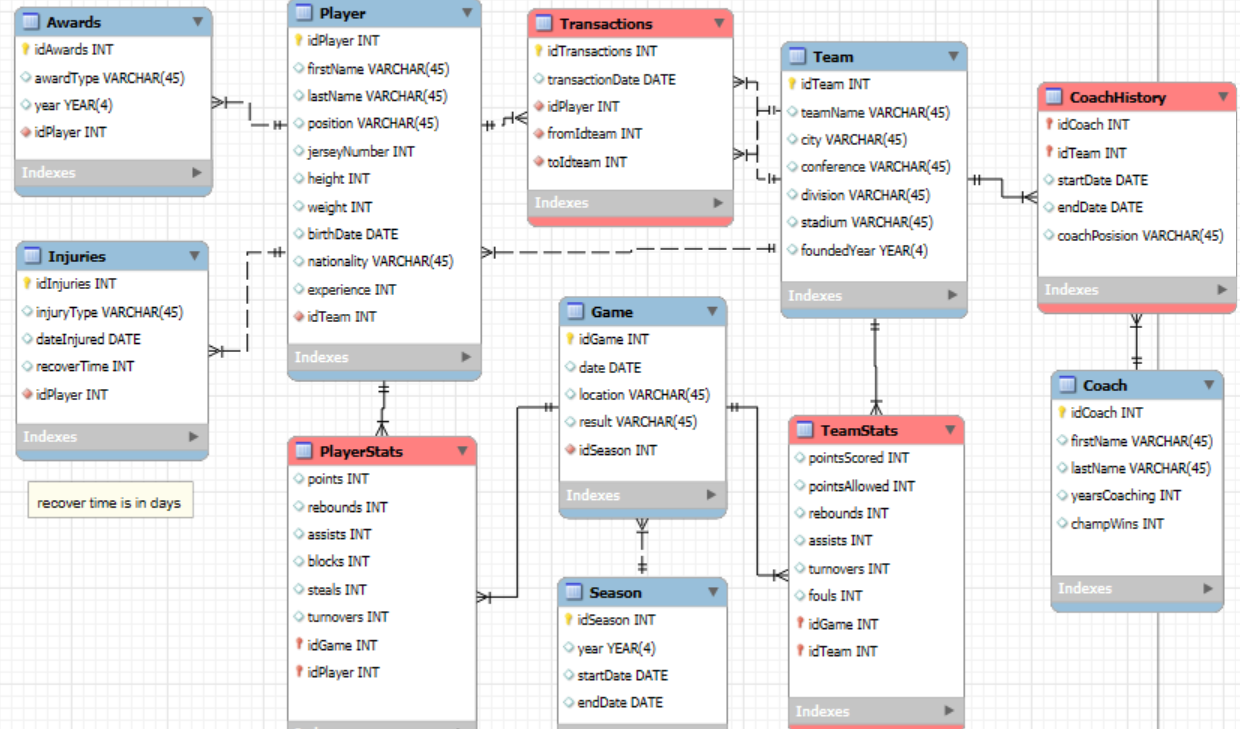 Awards
idAwards INT
awardType VARCHAR(45)
year YEAR(4)
idPlayer INT
Indexes
Player
idPlayer INT
firstName VARCHAR(45)
lastName VARCHAR(45)
position VARCHAR(45)
jerseyNumber INT
height INT
weight INT
birthDate DATE
nationality VARCHAR(45)
experience INT
idTeam INT
Indexes
Transactions
idTransactions INT
transactionDate DATE
idPlayer INT
fromIdteam INT
toIdteam INT
Indexes
Team
idTeam INT
teamName VARCHAR(45)
city VARCHAR(45)
conference VARCHAR(45)
division VARCHAR(45)
stadium VARCHAR(45)
foundedYear YEAR(4)
Indexes
CoachHistory
idCoach INT
idTeam INT
startDate DATE
endDate DATE
coachPosision VARCHAR(45)
Indexes
Injuries
idInjuries INT
injuryType VARCHAR(45)
dateInjured DATE
recoverTime INT
idPlayer INT
Indexes
recover time is in days
PlayerStats
points INT
rebounds INT
assists INT
blocks INT
steals INT
turnovers INT
idGame INT
idPlayer INT
Game
idGame INT
date DATE
location VARCHAR(45)
result VARCHAR(45)
idSeason INT
Indexes
Season
idSeason INT
year YEAR(4)
startDate DATE
endDate DATE
TeamStats
pointsScored INT
pointsAllowed INT
rebounds INT
assists INT
turnovers INT
fouls INT
idGame INT
idTeam INT
Indexes
Coach
idCoach INT
firstName VARCHAR(45)
lastName VARCHAR(45)
yearsCoaching INT
champWins INT
Indexes